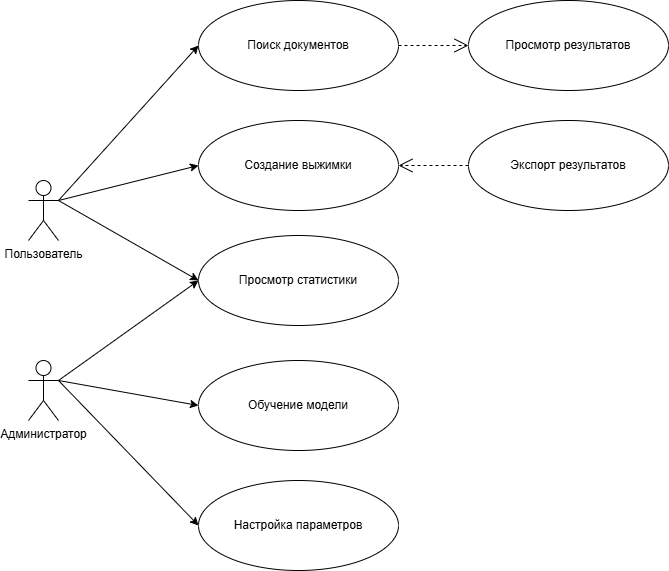 Поиск документов
Просмотр результатов
Создание выжимки
Экспорт результатов
Пользователь
Просмотр статистики
Обучение модели
Администратор
Настройка параметров